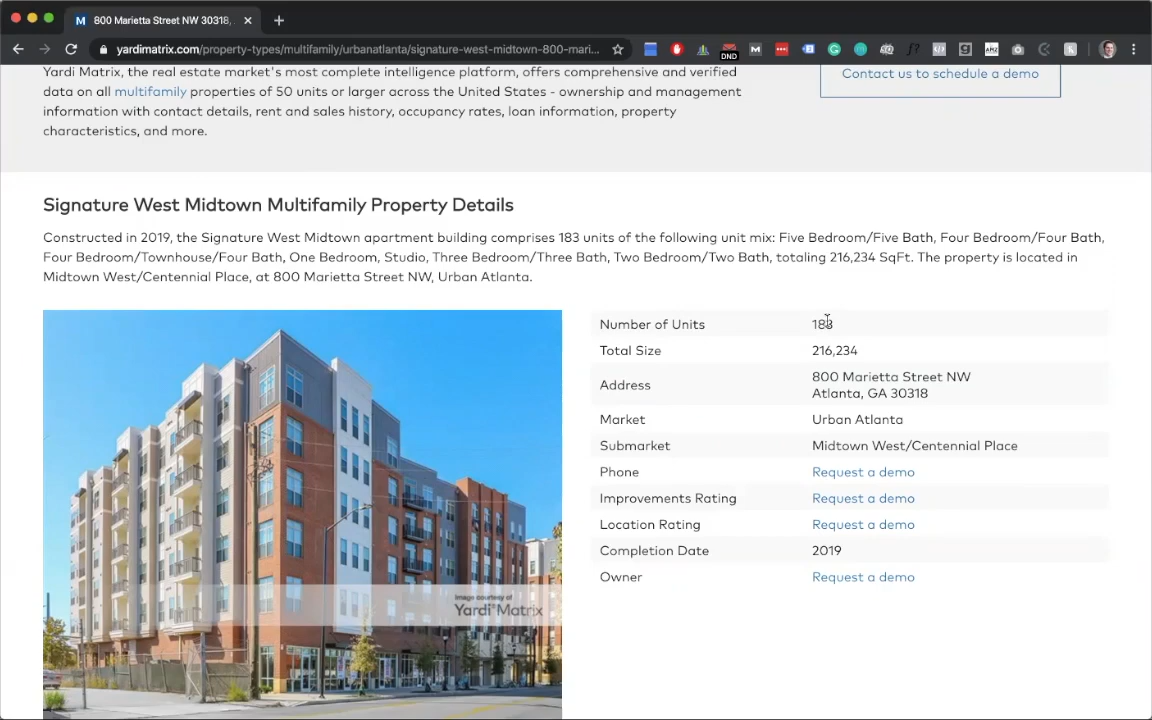 800 Marietta Street NW 30318,
yardimatrix.com/property-types/multifamily/urbanatlanta/signature-west-midtown-800-mari...
DND
Yardi Matrix, the real estate market's most complete intelligence platform, offers comprehensive and verified
data on all multifamily properties of 50 units or larger across the United States - ownership and management
information with contact details, rent and sales history, occupancy rates, loan information, property
characteristics, and more.
Contact us to schedule a demo
Signature West Midtown Multifamily Property Details
Constructed in 2019, the Signature West Midtown apartment building comprises 183 units of the following unit mix: Five Bedroom/Five Bath, Four Bedroom/Four Bath,
Four Bedroom/Townhouse/Four Bath, One Bedroom, Studio, Three Bedroom/Three Bath, Two Bedroom/Two Bath, totaling 216,234 SqFt. The property is located in
Midtown West/Centennial Place, at 800 Marietta Street NW, Urban Atlanta.
Number of Units 183
Total Size 216,234
Address 800 Marietta Street NW
Atlanta, GA 30318
Market Urban Atlanta
Submarket Midtown West/Centennial Place
Phone Request a demo
Improvements Rating Request a demo
Location Rating Request a demo
Completion Date 2019
Owner Request a demo
Image courtesy of
Yardi Matrix